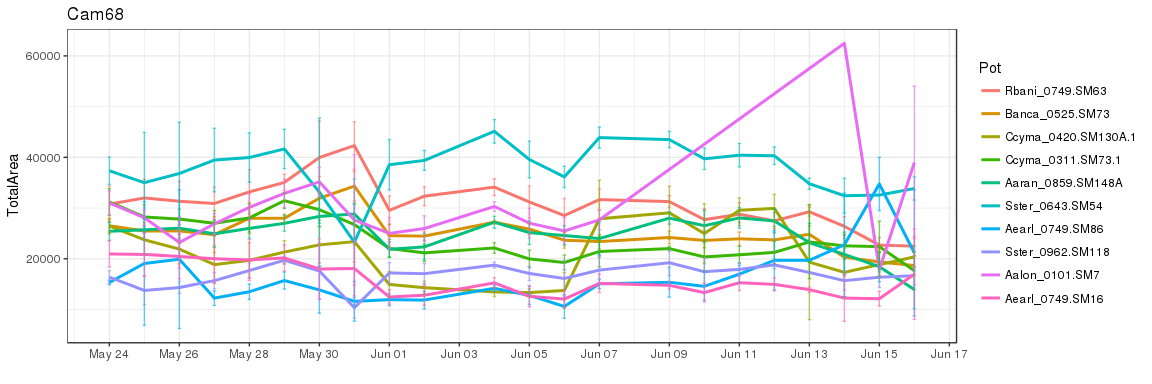 Cam68
TotalArea
60000
40000
20000
May 24 May 26 May 28 May 30 Jun 01 Jun 03 Jun 05 Jun 07 Jun 09 Jun 11 Jun 13 Jun 15 Jun 17
Pot
Rbani_0749.SM63
Banca_0525.SM73
Ccyma_0420.SM130A.1
Ccyma_0311.SM73.1
Aaran_0859.SM148A
Sster_0643.SM54
Aearl_0749.SM86
Sster_0962.SM118
Aalon_0101.SM7
Aearl_0749.SM16